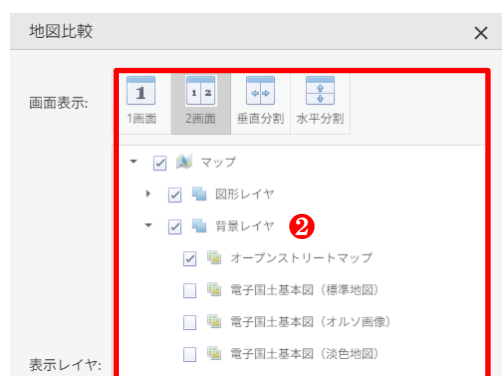 地図比較 ×
画面表示:
1 1 2
1画面 2画面 垂直分割 水平分割
マップ
図形レイヤ
背景レイヤ ❷
オープンストリートマップ
電子国土基本図（標準地図）
電子国土基本図（オルソ画像）
電子国土基本図（淡色地図）
表示レイヤ: